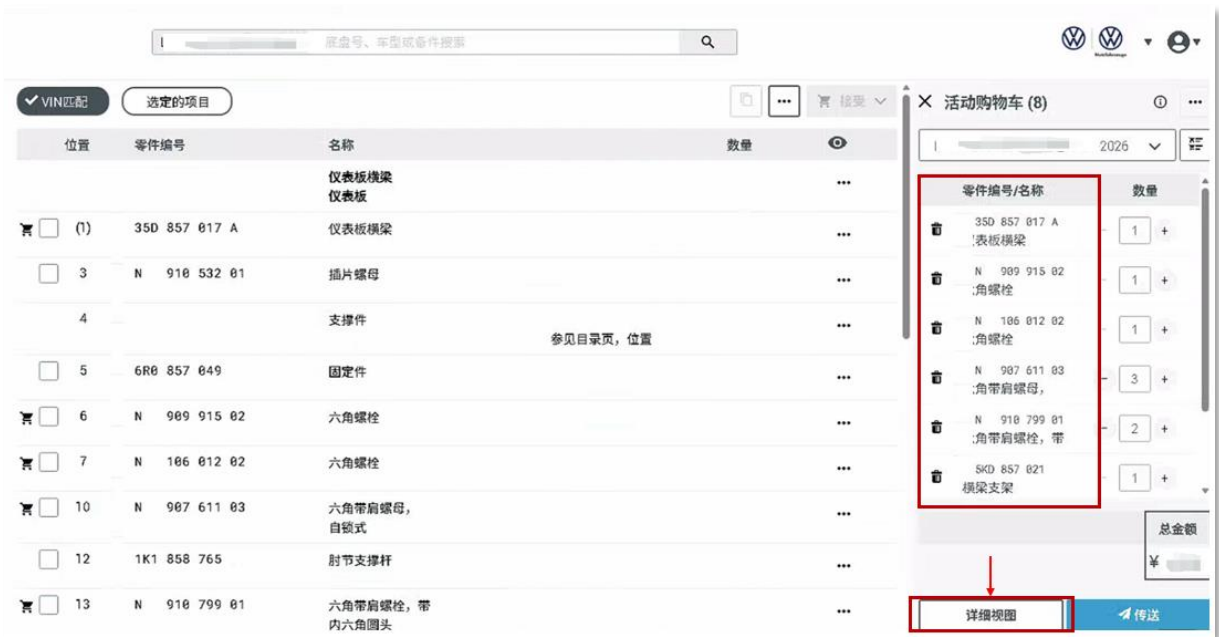 底盘号、车型或备件搜索
VIN匹配 选定的项目 接受
位置 零件编号 名称 数量
仪表板横梁
仪表板
(1) 35D 857 017 A 仪表板横梁
3 N 910 532 01 插片螺母
4 支撑件
参见目录页，位置
5 6R0 857 049 固定件
6 N 909 915 02 六角螺栓
7 N 106 012 02 六角螺栓
10 N 907 611 03 六角带肩螺母，
自锁式
12 1K1 858 765 肘节支撑杆
13 N 910 799 01 六角带肩螺栓，带
内六角圆头
活动购物车 (8)
2026
零件编号/名称 数量
35D 857 017 A
表板横梁 1 +
N 909 915 02
角螺栓 1 +
N 106 012 02
角螺栓 1 +
N 907 611 03
角带肩螺母， - 3 +
N 910 799 01
角带肩螺栓，带 - 2 +
5KD 857 021
横梁支架 1 +
总金额
¥
详细视图 传送